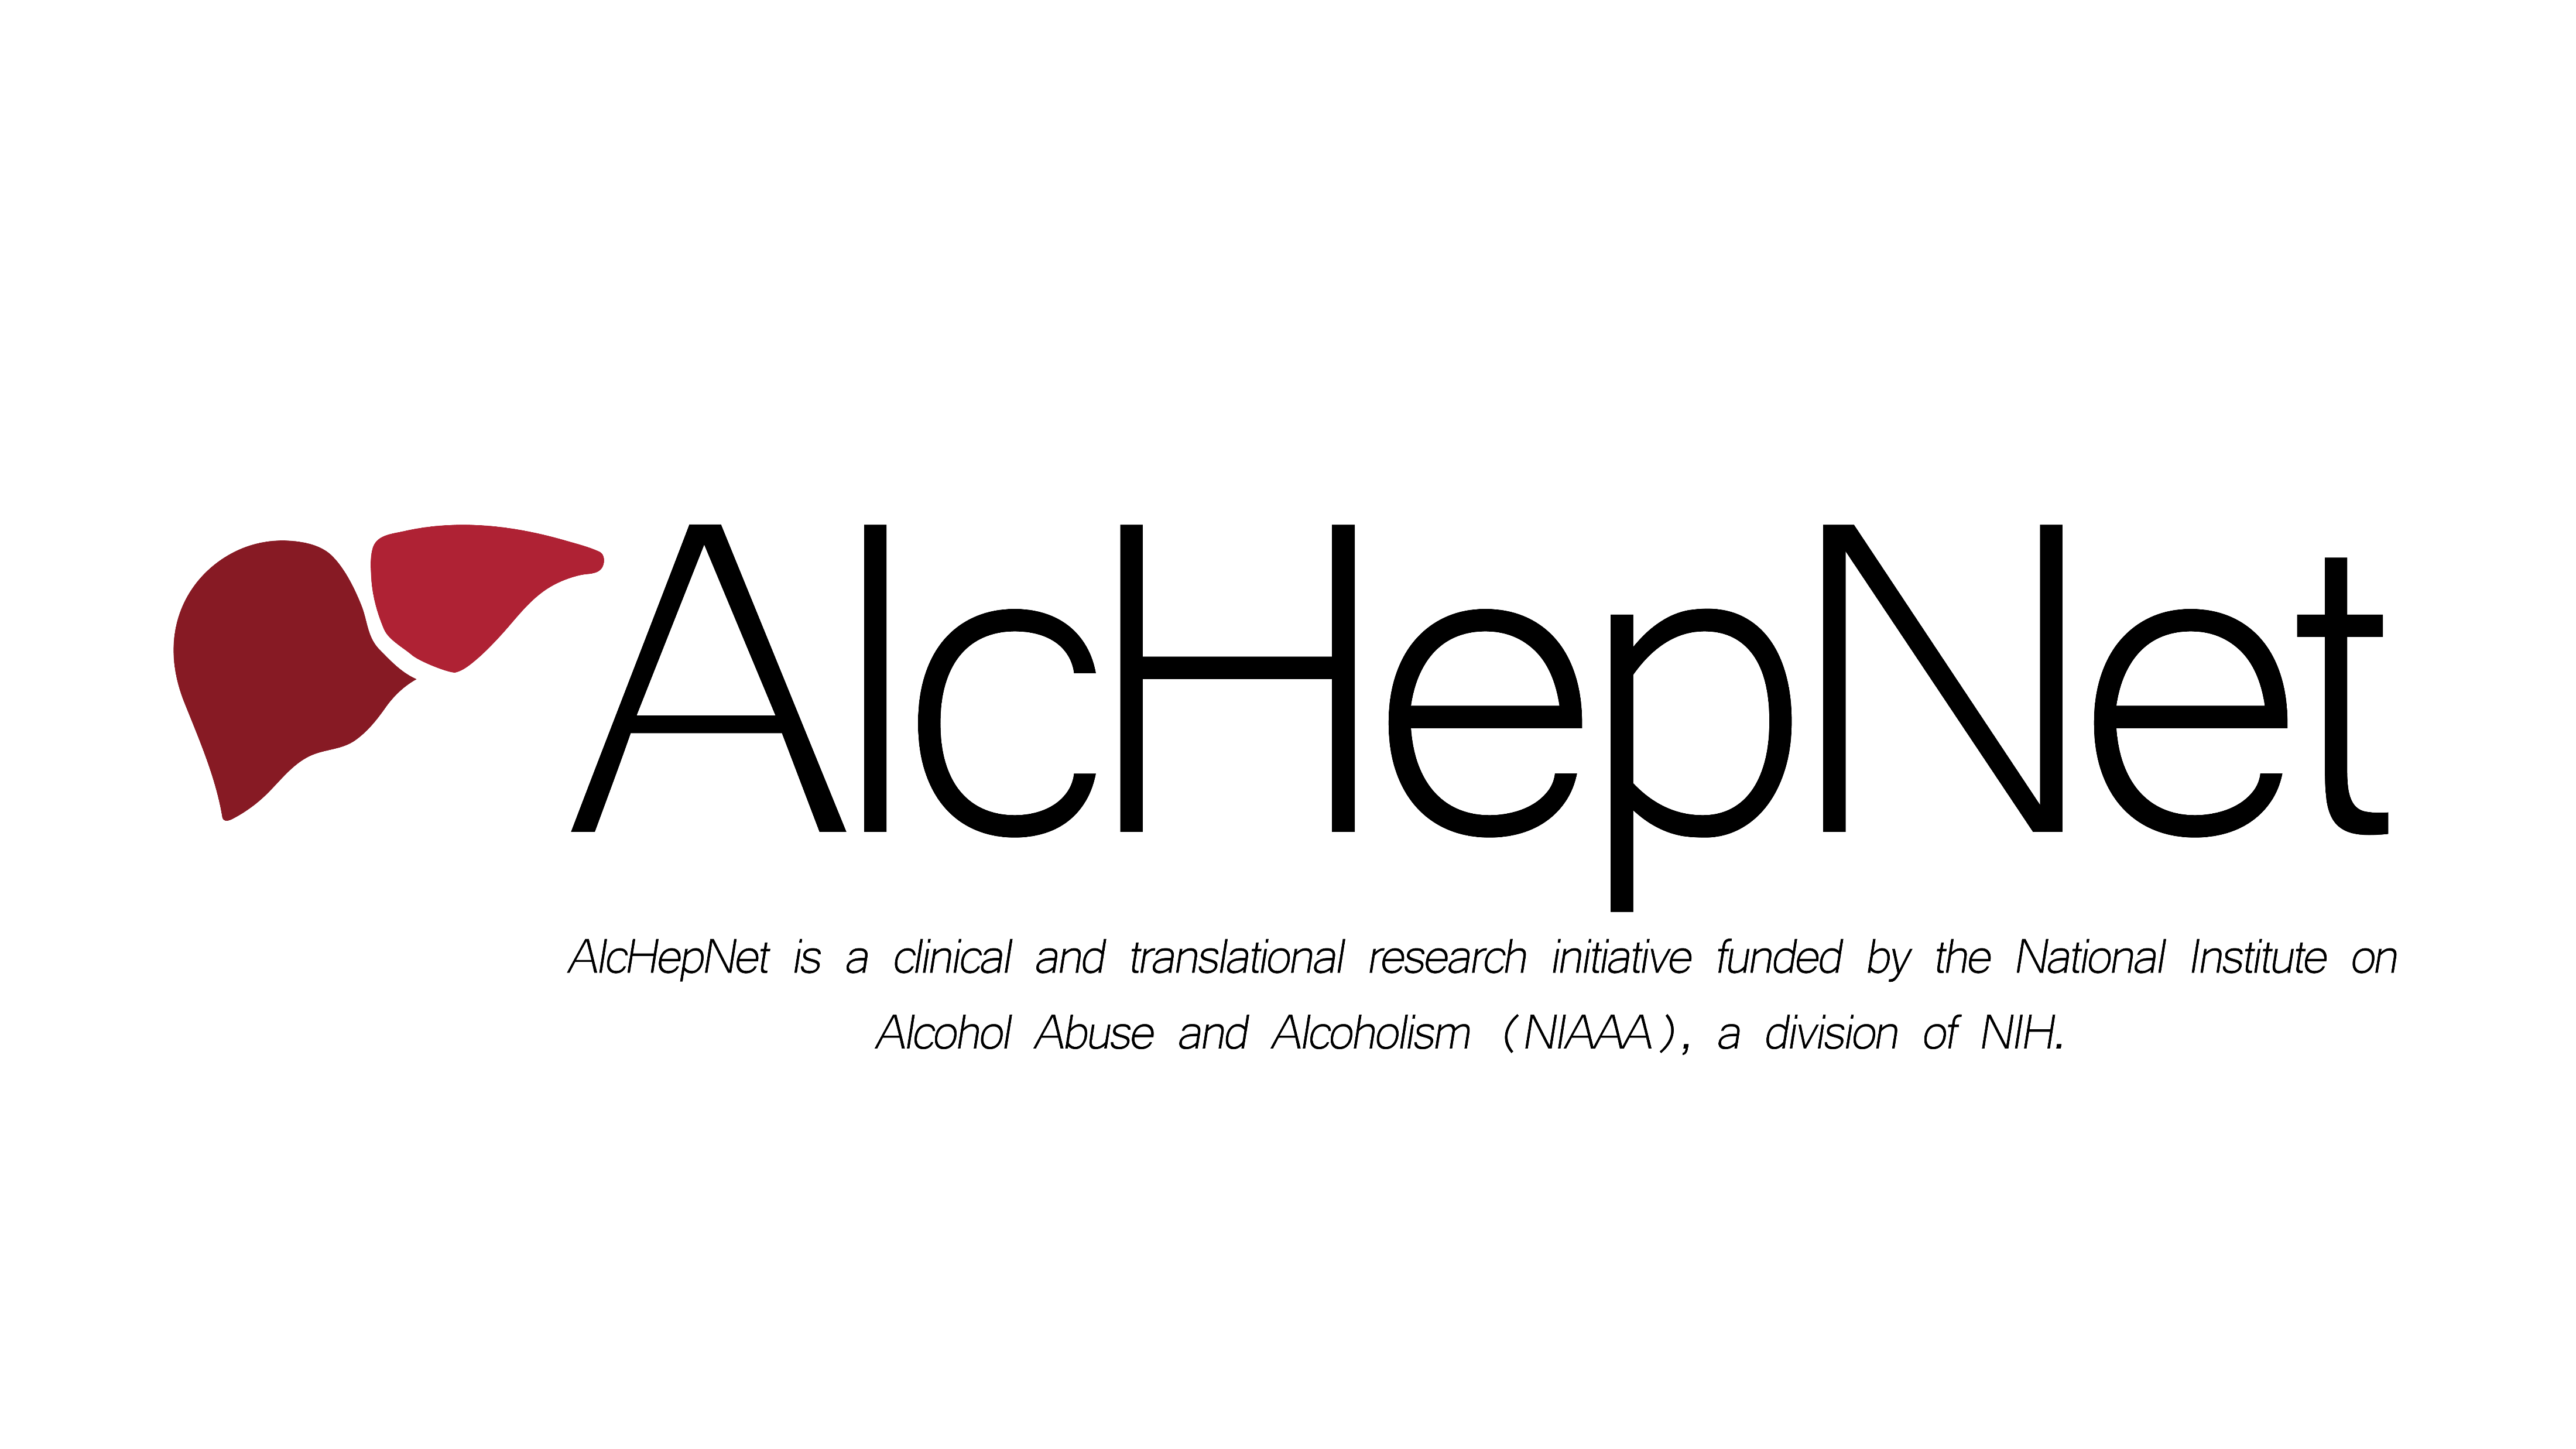 AlcHepNet
AlcHepNet is a clinical and translational research initiative funded by the National Institute on
Alcohol Abuse and Alcoholism (NIAAA), a division of NIH.